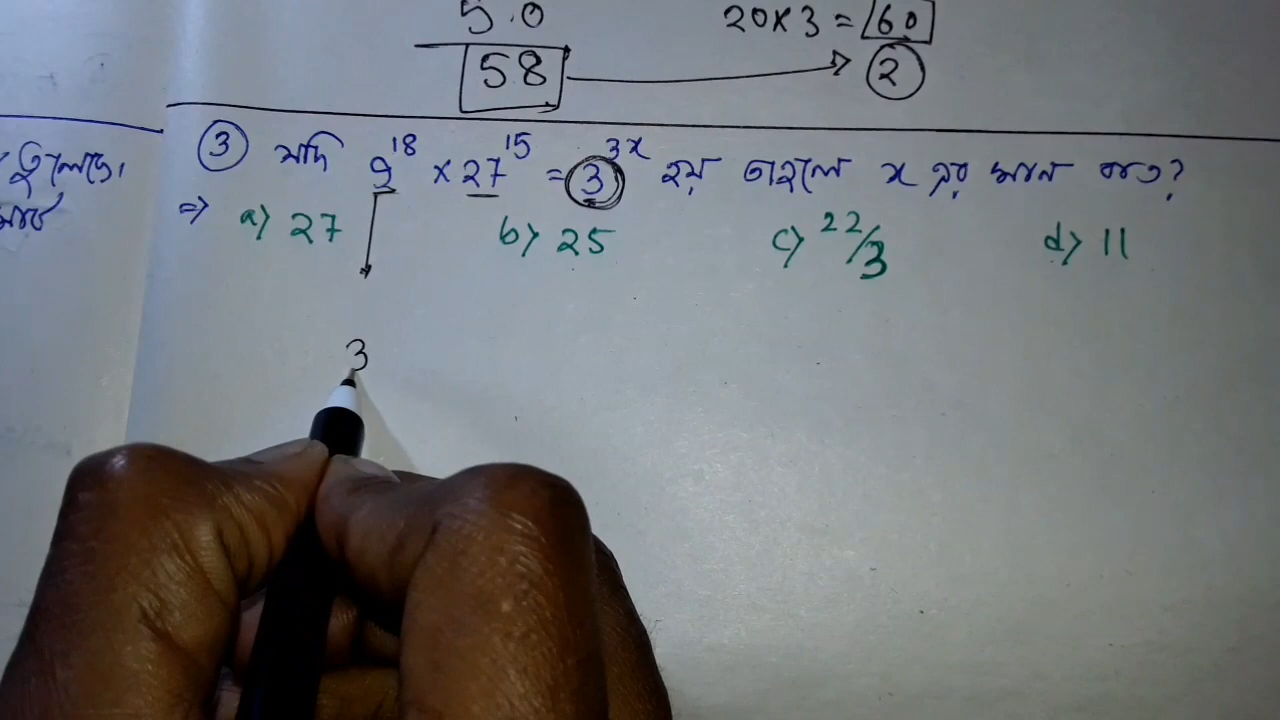 5.0
20 x 3 = 60
58 → 2
③ যদি 9^18 x 27^15 = 3^3x হয় তাহলে x এর মান কত?
⇒ a) 27 b) 25 c) 22/3 d) 11
3